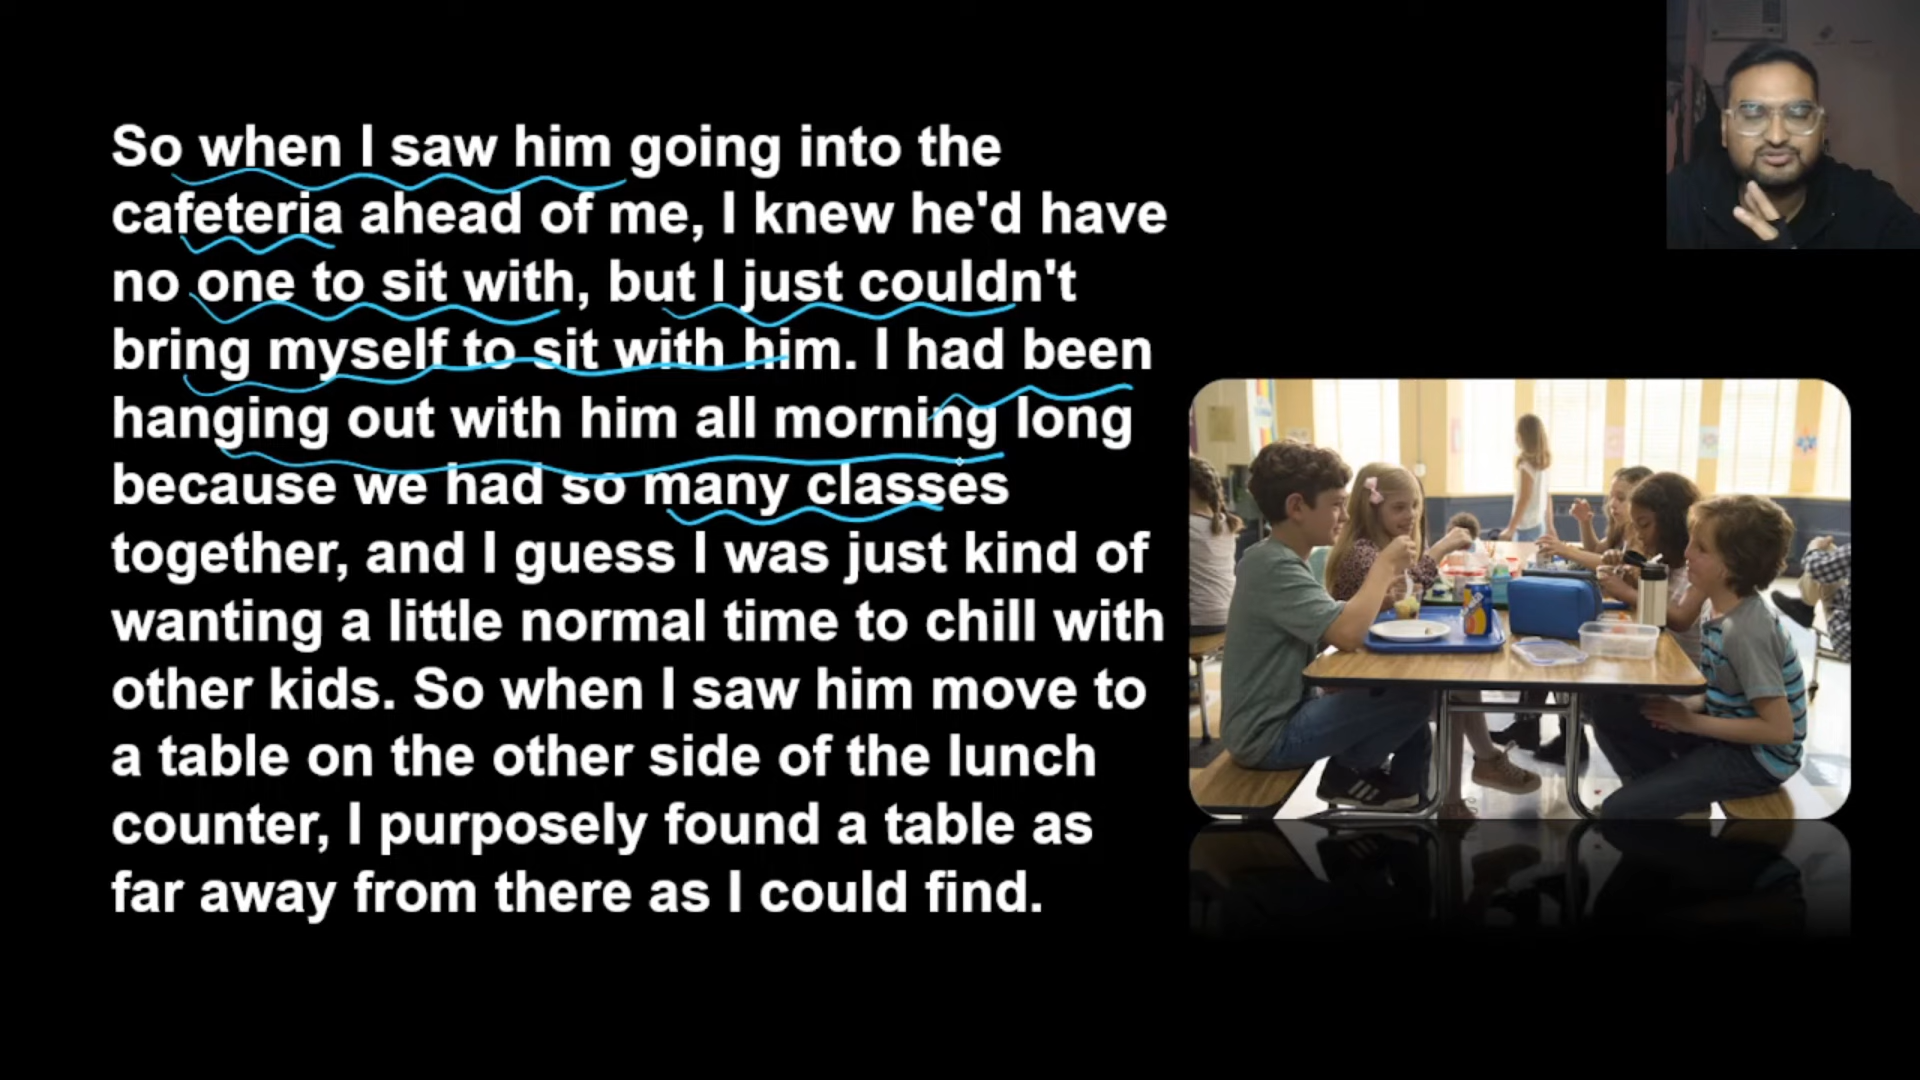 So when I saw him going into the
cafeteria ahead of me, I knew he'd have
no one to sit with, but I just couldn't
bring myself to sit with him. I had been
hanging out with him all morning long
because we had so many classes
together, and I guess I was just kind of
wanting a little normal time to chill with
other kids. So when I saw him move to
a table on the other side of the lunch
counter, I purposely found a table as
far away from there as I could find.